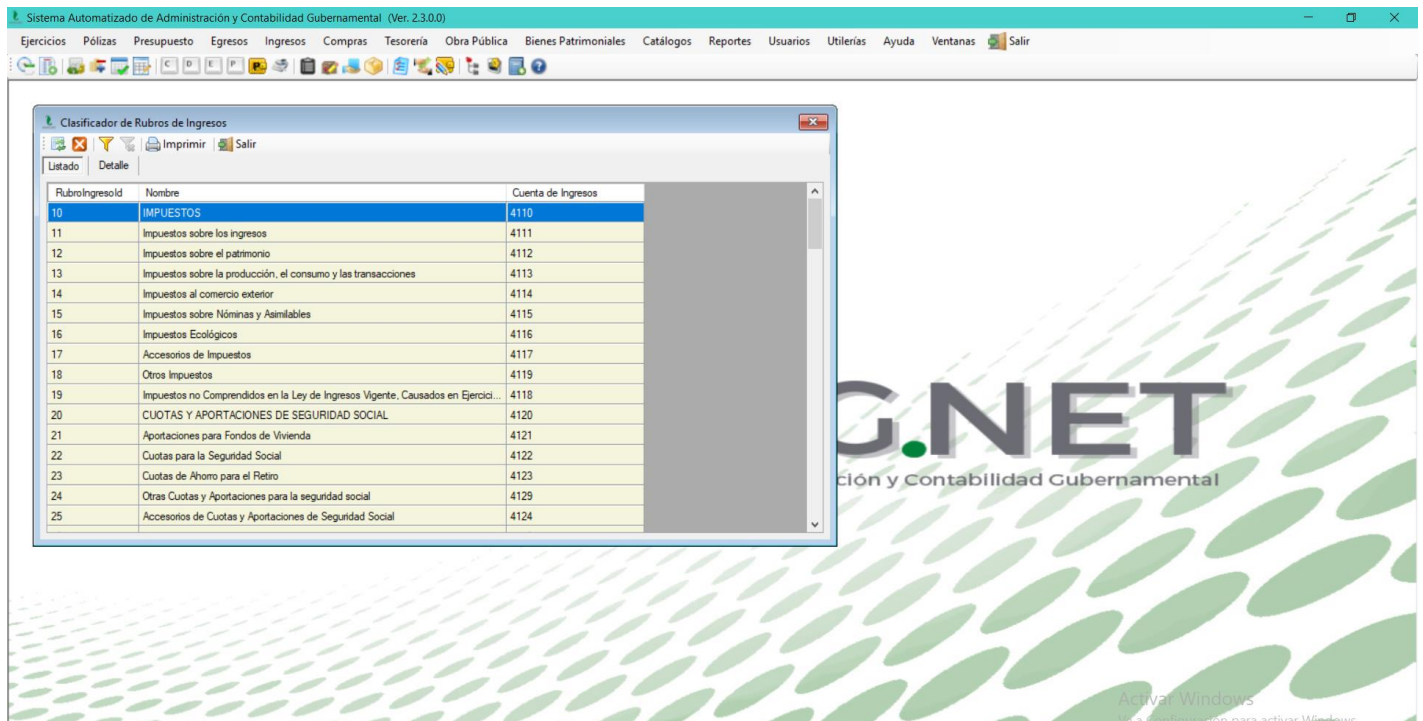 Sistema Automatizado de Administración y Contabilidad Gubernamental (Ver. 2.3.0.0)
Ejercicios Pólizas Presupuesto Egresos Ingresos Compras Tesorería Obra Pública Bienes Patrimoniales Catálogos Reportes Usuarios Utilerías Ayuda Ventanas Salir
C D E P P
Clasificador de Rubros de Ingresos
Imprimir Salir
Listado Detalle
RubroIngresoId Nombre Cuenta de Ingresos
10 IMPUESTOS 4110
11 Impuestos sobre los ingresos 4111
12 Impuestos sobre el patrimonio 4112
13 Impuestos sobre la producción, el consumo y las transacciones 4113
14 Impuestos al comercio exterior 4114
15 Impuestos sobre Nóminas y Asimilables 4115
16 Impuestos Ecológicos 4116
17 Accesorios de Impuestos 4117
18 Otros Impuestos 4119
19 Impuestos no Comprendidos en la Ley de Ingresos Vigente, Causados en Ejercici... 4118
20 CUOTAS Y APORTACIONES DE SEGURIDAD SOCIAL 4120
21 Aportaciones para Fondos de Vivienda 4121
22 Cuotas para la Seguridad Social 4122
23 Cuotas de Ahorro para el Retiro 4123
24 Otras Cuotas y Aportaciones para la seguridad social 4129
25 Accesorios de Cuotas y Aportaciones de Seguridad Social 4124
G.NET
ción y Contabilidad Gubernamental
Activar Windows